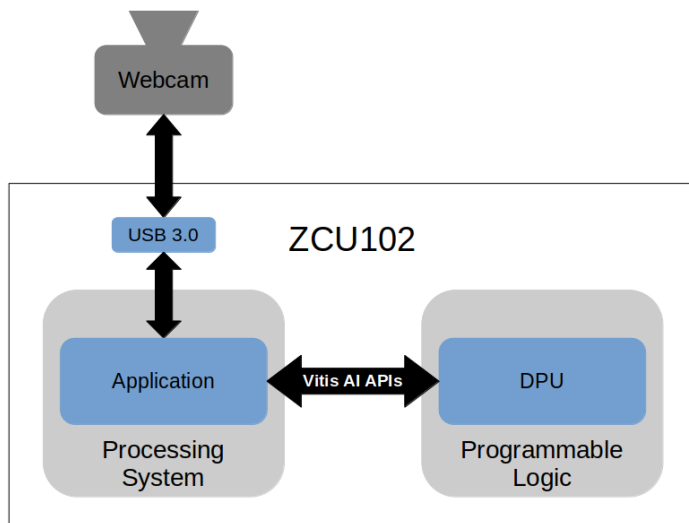 Webcam
USB 3.0
ZCU102
Application
Vitis AI APIs
DPU
Processing
System
Programmable
Logic